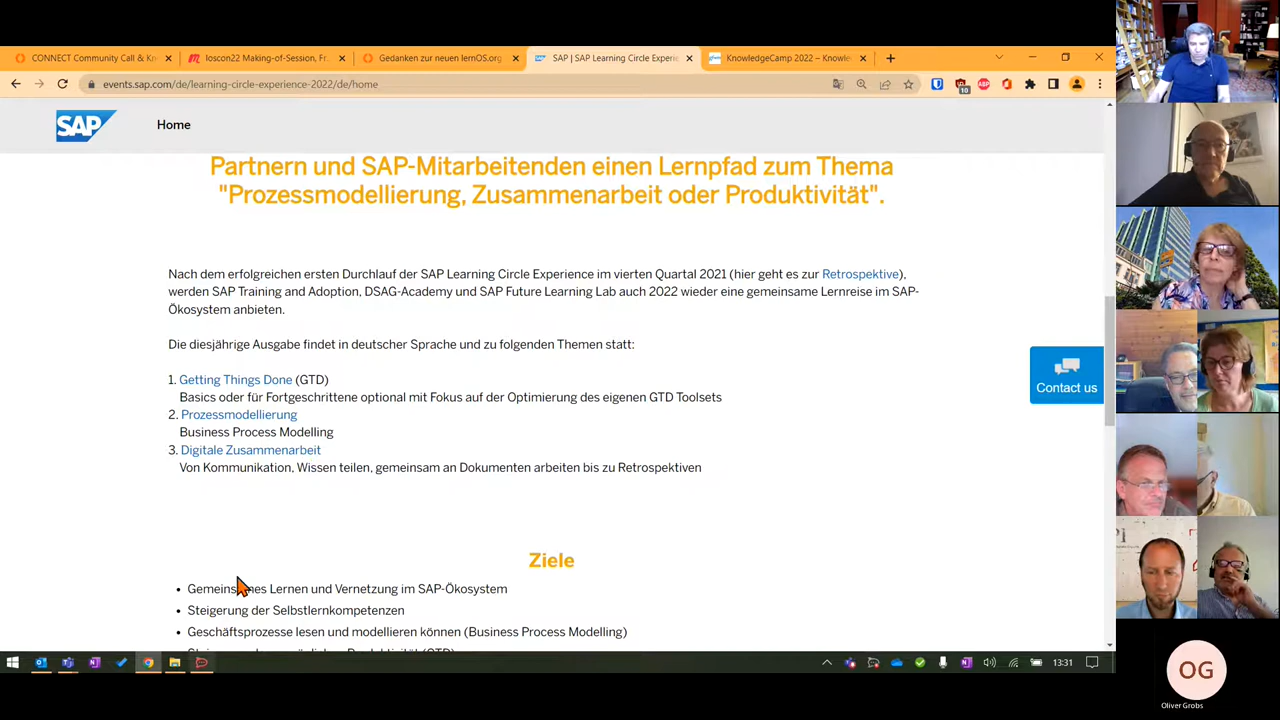 CONNECT Community Call & Kn
loscon22 Making-of-Session, Fr
Gedanken zur neuen lernOS.org
SAP | SAP Learning Circle Experie
KnowledgeCamp 2022 – Knowle
events.sap.com/de/learning-circle-experience-2022/de/home
10
ABP
SAP
Home
Partnern und SAP-Mitarbeitenden einen Lernpfad zum Thema
"Prozessmodellierung, Zusammenarbeit oder Produktivität".
Nach dem erfolgreichen ersten Durchlauf der SAP Learning Circle Experience im vierten Quartal 2021 (hier geht es zur Retrospektive),
werden SAP Training and Adoption, DSAG-Academy und SAP Future Learning Lab auch 2022 wieder eine gemeinsame Lernreise im SAP-
Ökosystem anbieten.
Die diesjährige Ausgabe findet in deutscher Sprache und zu folgenden Themen statt:
1. Getting Things Done (GTD)
Basics oder für Fortgeschrittene optional mit Fokus auf der Optimierung des eigenen GTD Toolsets
2. Prozessmodellierung
Business Process Modelling
3. Digitale Zusammenarbeit
Von Kommunikation, Wissen teilen, gemeinsam an Dokumenten arbeiten bis zu Retrospektiven
Contact us
Ziele
• Gemeinsames Lernen und Vernetzung im SAP-Ökosystem
• Steigerung der Selbstlernkompetenzen
• Geschäftsprozesse lesen und modellieren können (Business Process Modelling)
13:31
OG
Oliver Grobs